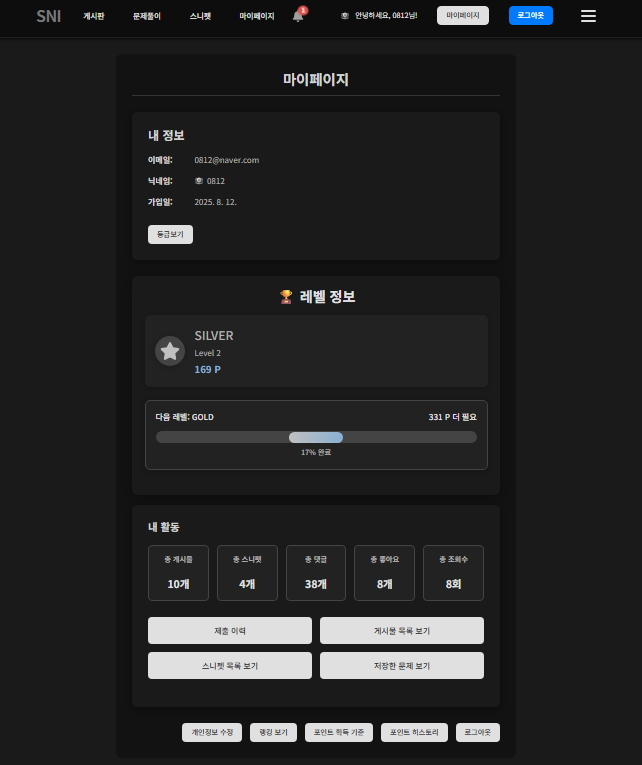 SNI 게시판 문제풀이 스니펫 마이페이지 1 안녕하세요, 0812님! 마이페이지 로그아웃
마이페이지
내 정보
이메일: 0812@naver.com
닉네임: 0812
가입일: 2025. 8. 12.
등급보기
레벨 정보
SILVER
Level 2
169 P
다음 레벨: GOLD 331 P 더 필요
17% 완료
내 활동
총 게시물 총 스니펫 총 댓글 총 좋아요 총 조회수
10개 4개 38개 8개 8회
제출 이력 게시물 목록 보기
스니펫 목록 보기 저장한 문제 보기
개인정보 수정 랭킹 보기 포인트 획득 기준 포인트 히스토리 로그아웃